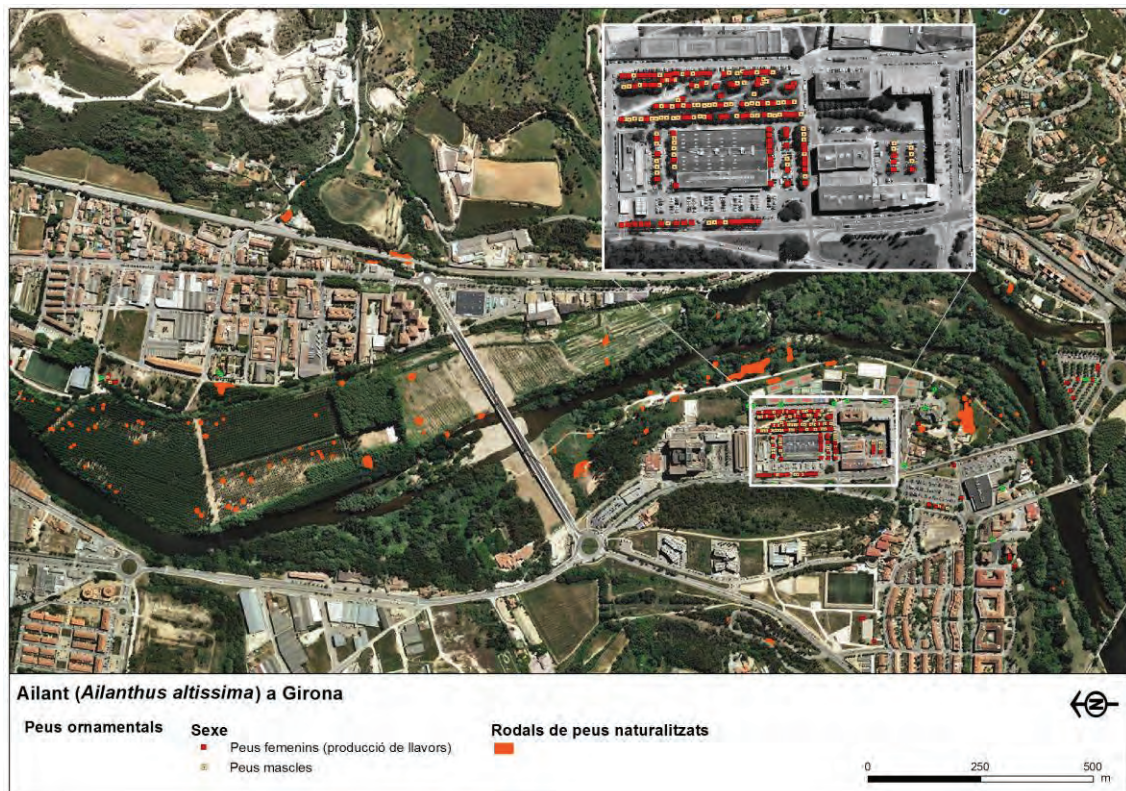 Ailant (Ailanthus altissima) a Girona
Peus ornamentals
Sexe
Peus femenins (producció de llavors)
Peus mascles
Rodals de peus naturalitzats
N
0 250 500
m